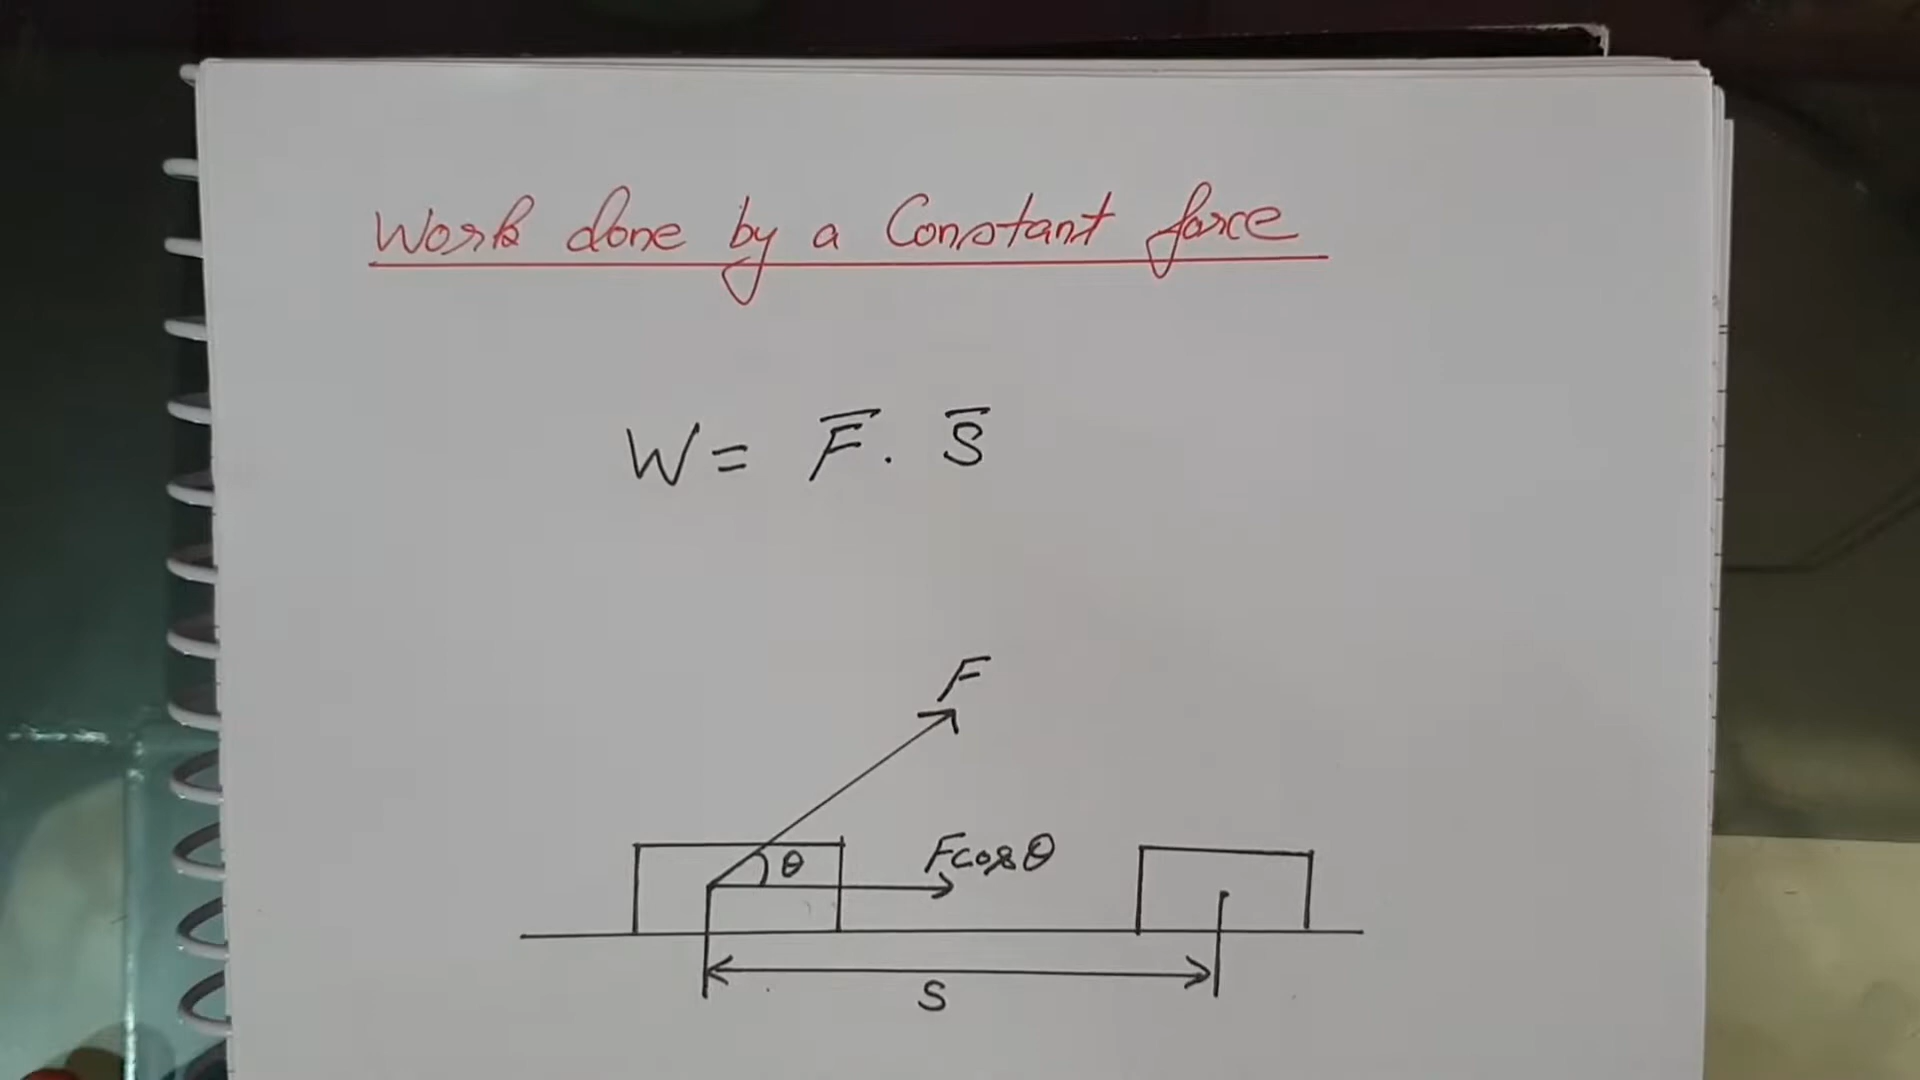 Work done by a Constant force
W = F̅ . S̅
F
θ
Fcosθ
S